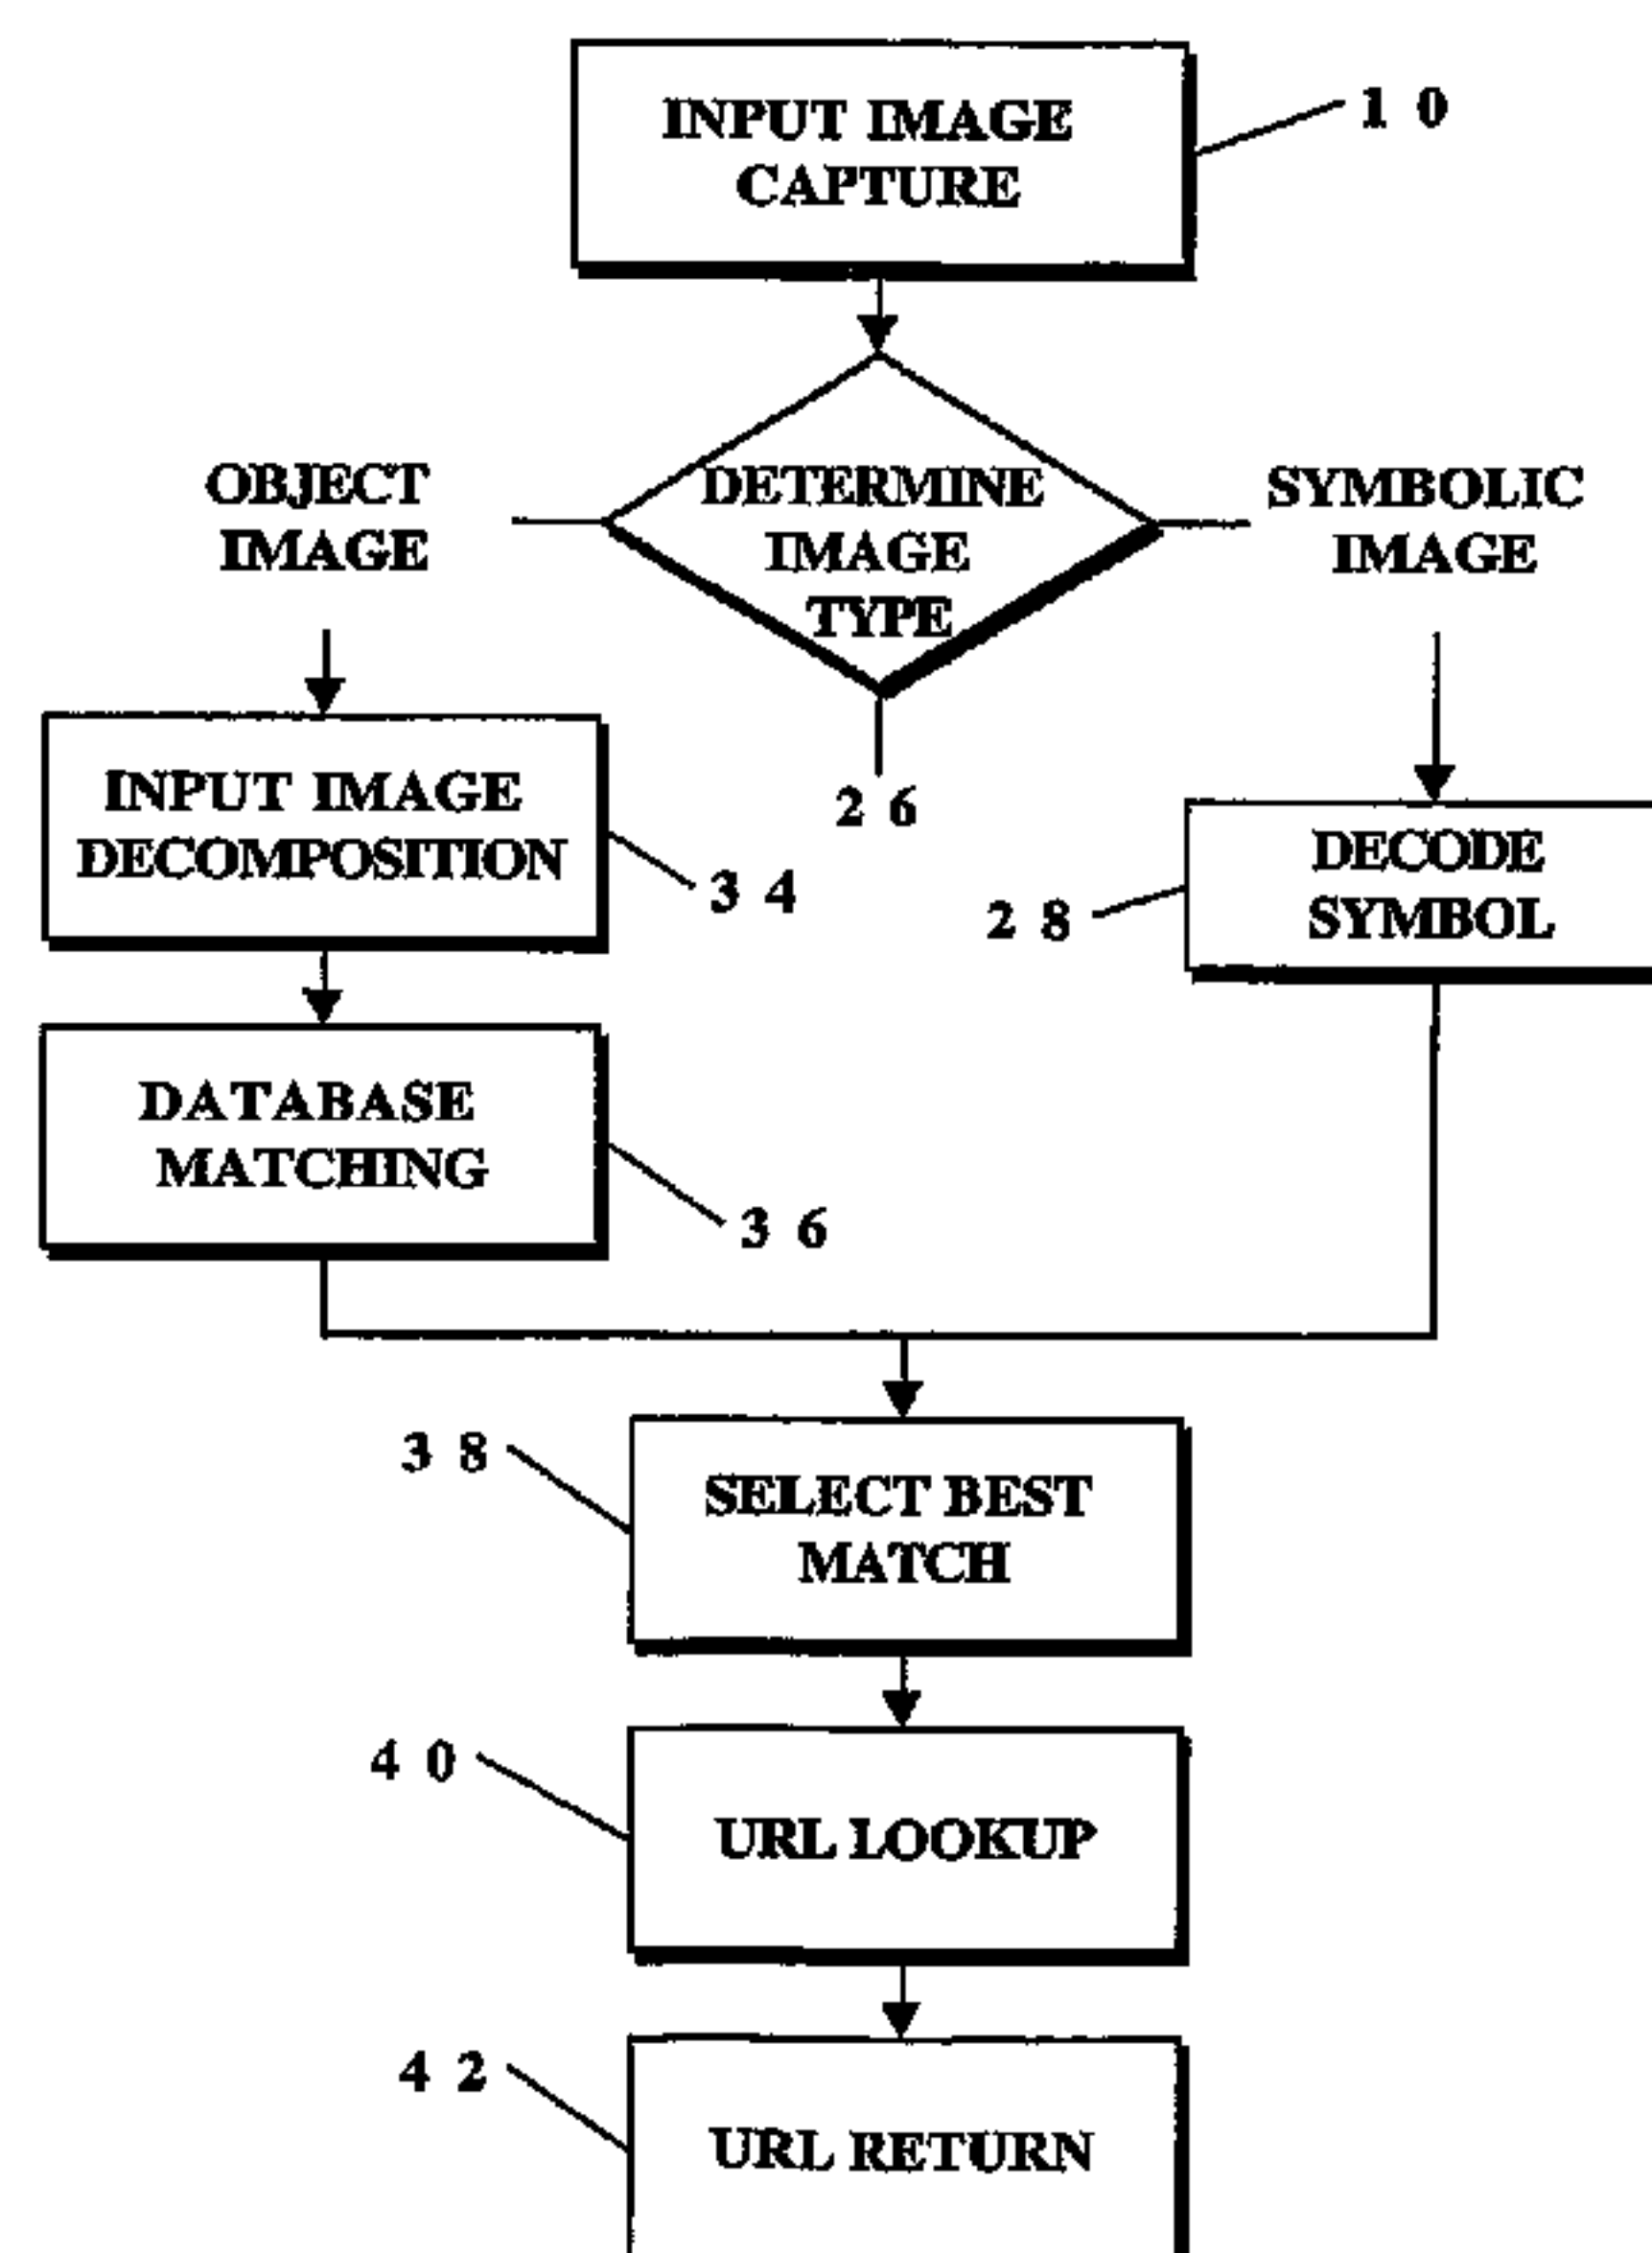 INPUT IMAGE
CAPTURE
1 0
OBJECT
IMAGE
DETERMINE
IMAGE
TYPE
SYMBOLIC
IMAGE
2 6
INPUT IMAGE
DECOMPOSITION
3 4
2 8
DECODE
SYMBOL
DATABASE
MATCHING
3 6
3 8
SELECT BEST
MATCH
4 0
URL LOOKUP
4 2
URL RETURN